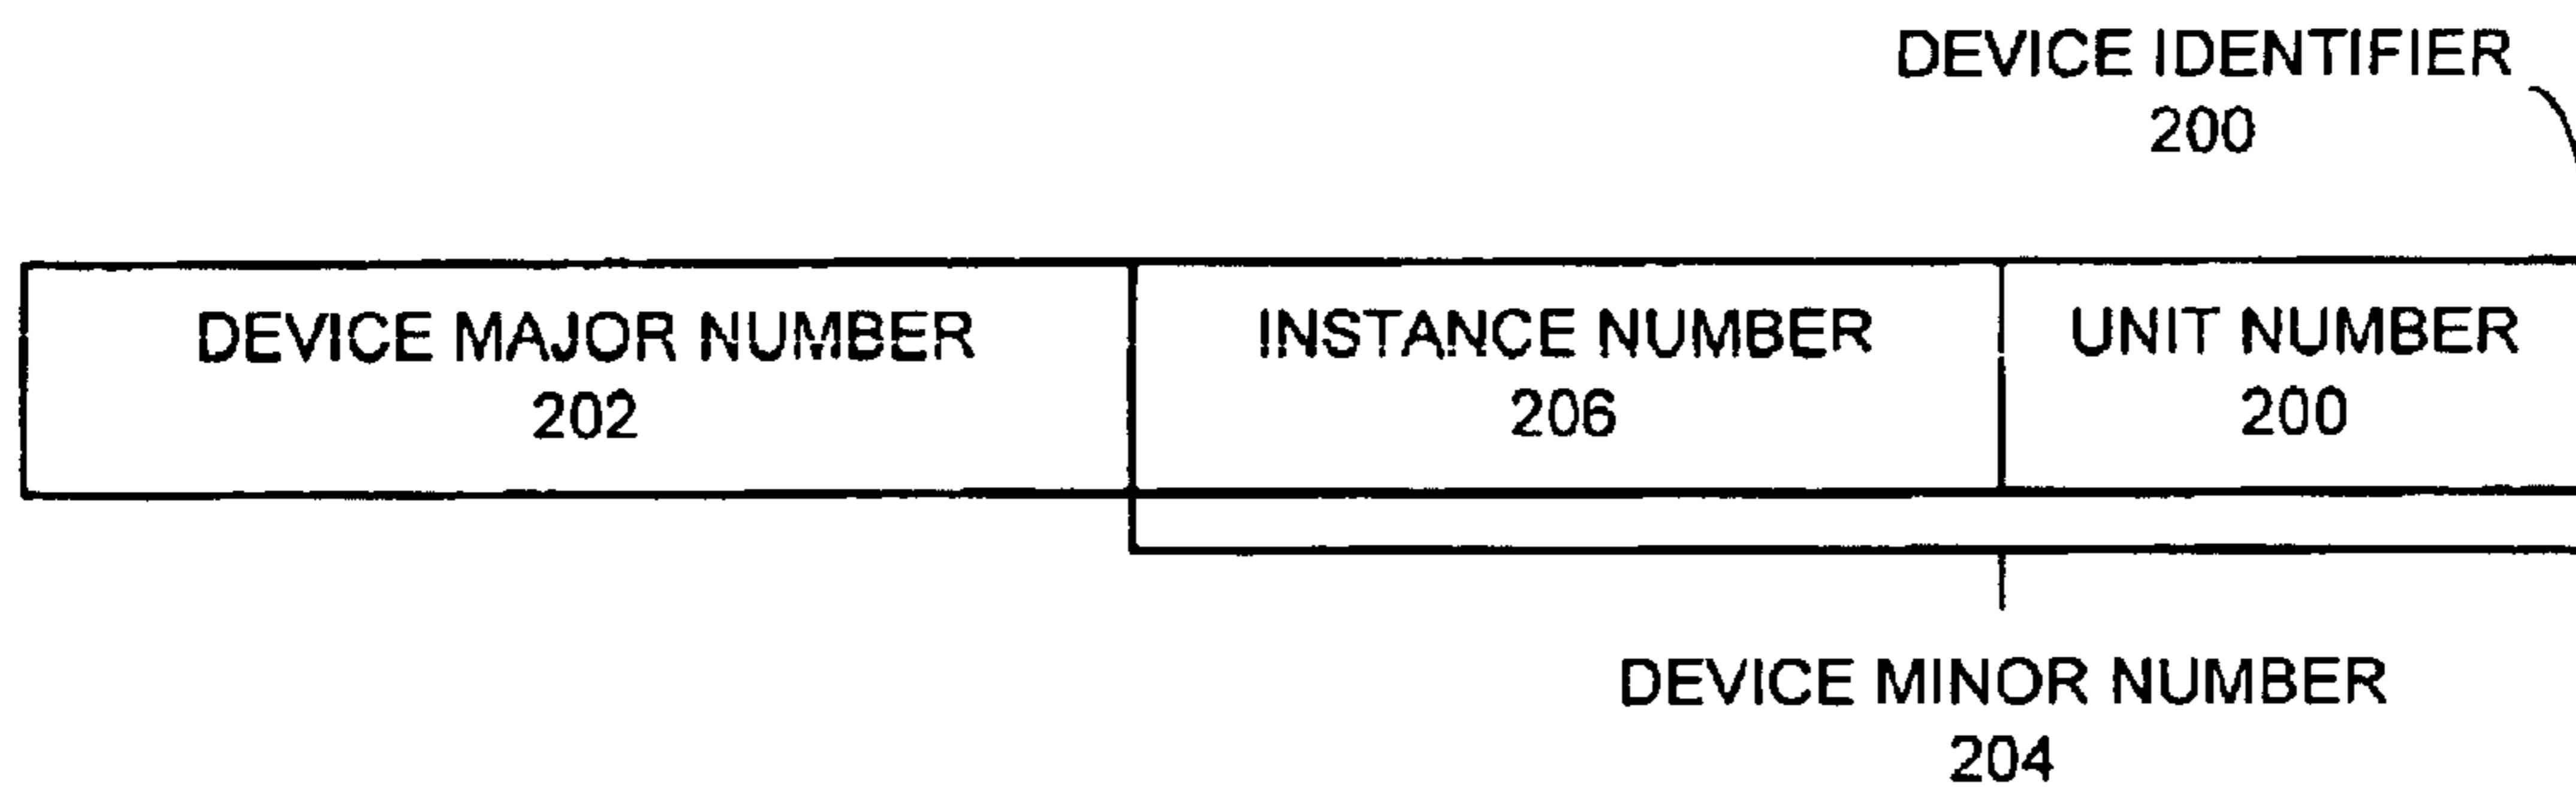 DEVICE IDENTIFIER
200
DEVICE MAJOR NUMBER
202
INSTANCE NUMBER
206
UNIT NUMBER
200
DEVICE MINOR NUMBER
204